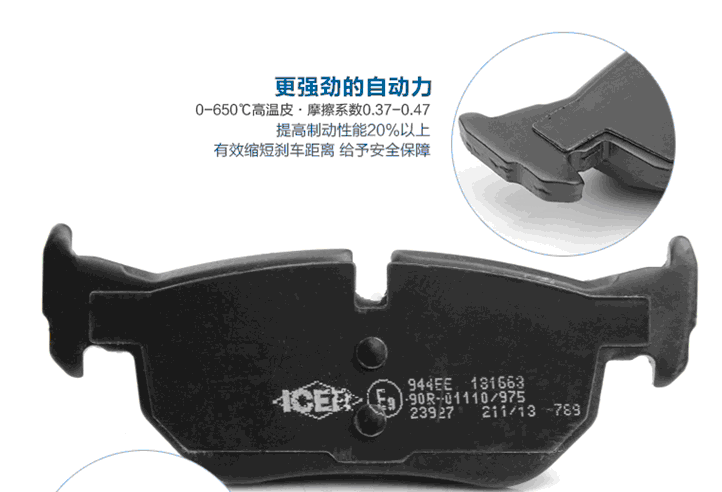 更强劲的自动力
0-650℃高温皮·摩擦系数0.37-0.47
提高制动性能20%以上
有效缩短刹车距离 给予安全保障
ICER E9
944EE 181663
90R-01110/975
23927 211/13 -789